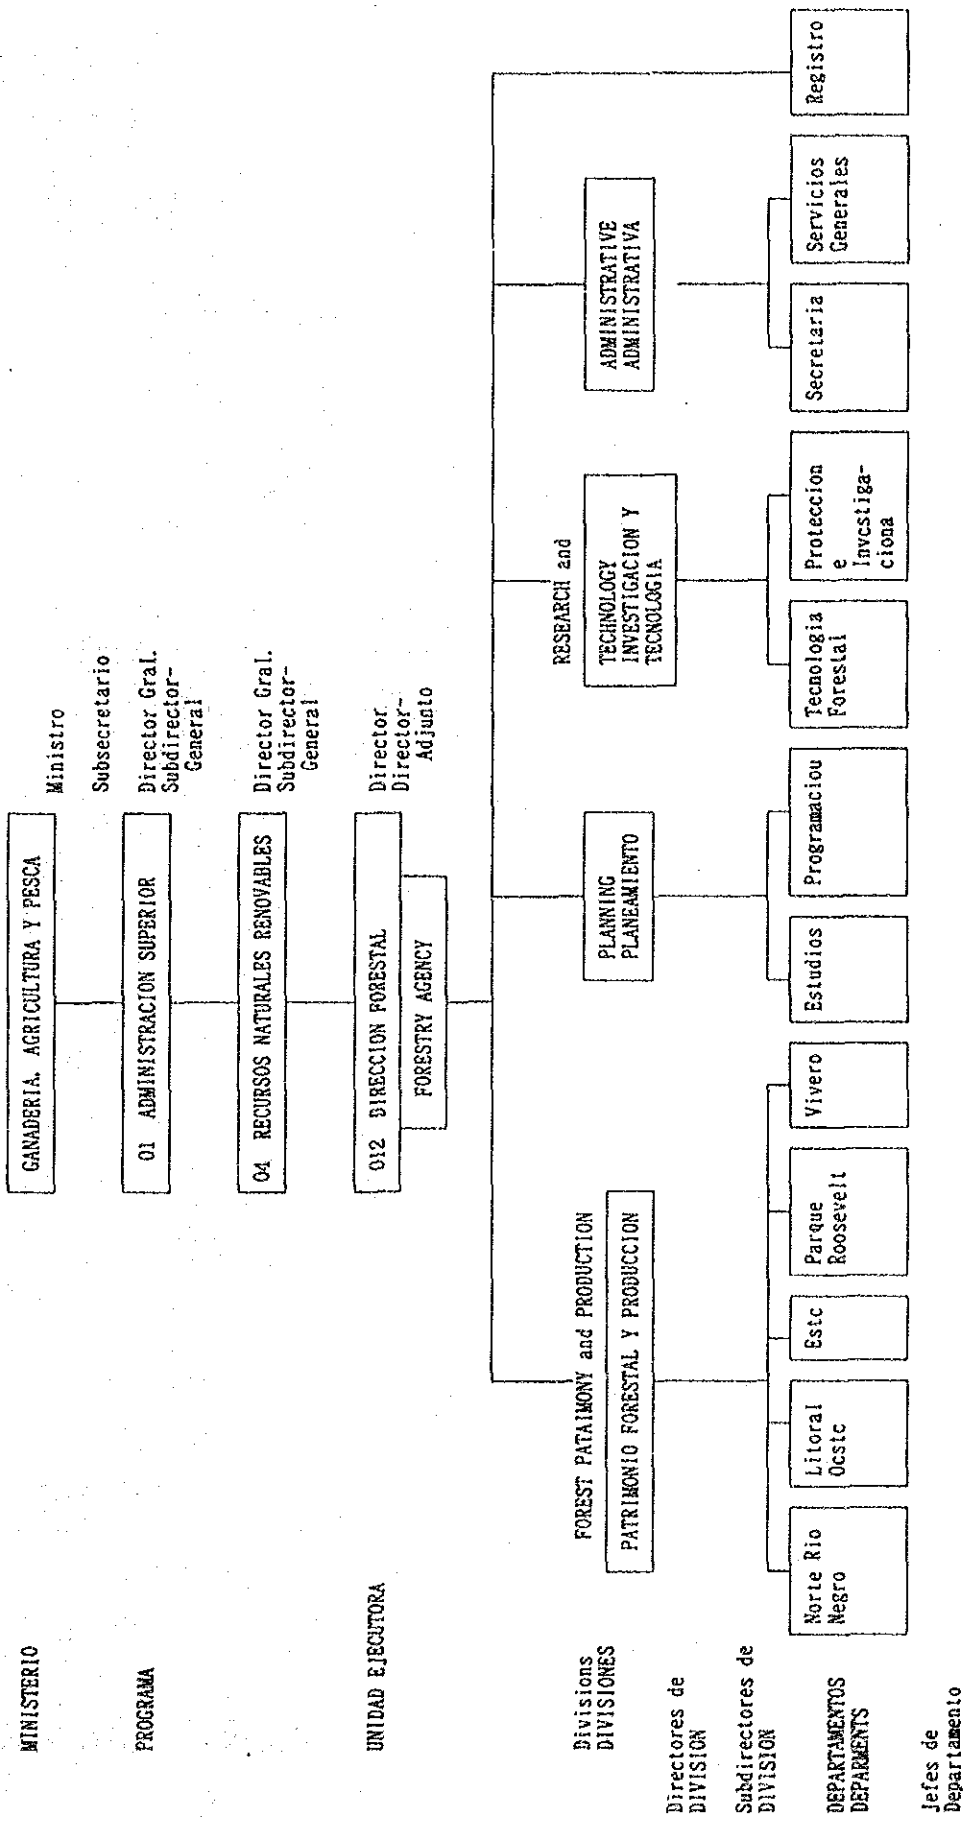 MINISTERIO
GANADERIA. AGRICULTURA Y PESCA
Ministro
Subsecretario
PROGRAMA
01 ADMINISTRACION SUPERIOR
Director Gral.
Subdirector-
General
04 RECURSOS NATURALES RENOVABLES
Director Gral.
Subdirector-
General
UNIDAD EJECUTORA
012 DIRECCION FORESTAL
FORESTRY AGENCY
Director
Director-
Adjunto
Divisions
DIVISIONES
FOREST PATAIMONY and PRODUCTION
PATRIMONIO FORESTAL Y PRODUCCION
PLANNING
PLANEAMIENTO
RESEARCH and
TECHNOLOGY
INVESTIGACION Y
TECNOLOGIA
ADMINISTRATIVE
ADMINISTRATIVA
Directores de
DIVISION
Subdirectores de
DIVISION
DEPARTAMENTOS
DEPARMENTS
Norte Rio
Negro
Litoral
Ocstc
Estc
Parque
Roosevelt
Vivero
Estudios
Programaciou
Tecnologia
Forestal
Proteccion
e
Invcstiga-
ciona
Secretaria
Servicios
Generales
Registro
Jefes de
Departamento